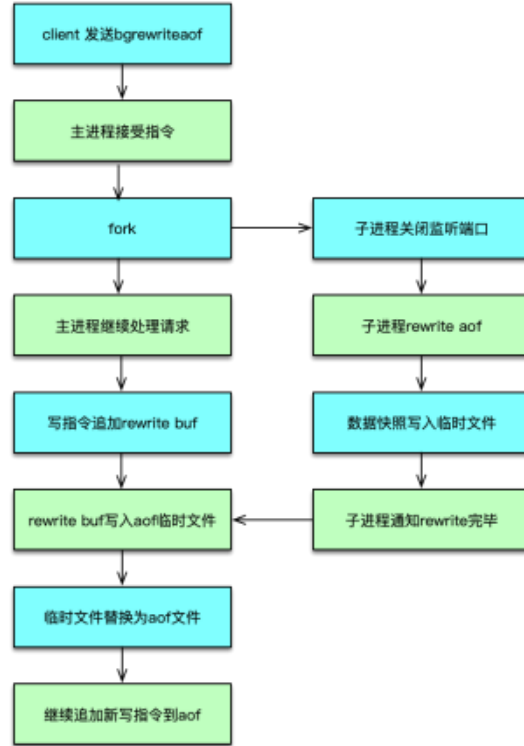 client 发送bgrewriteaof
主进程接受指令
fork
子进程关闭监听端口
主进程继续处理请求
子进程rewrite aof
写指令追加rewrite buf
数据快照写入临时文件
rewrite buf写入aof临时文件
子进程通知rewrite完毕
临时文件替换为aof文件
继续追加新写指令到aof